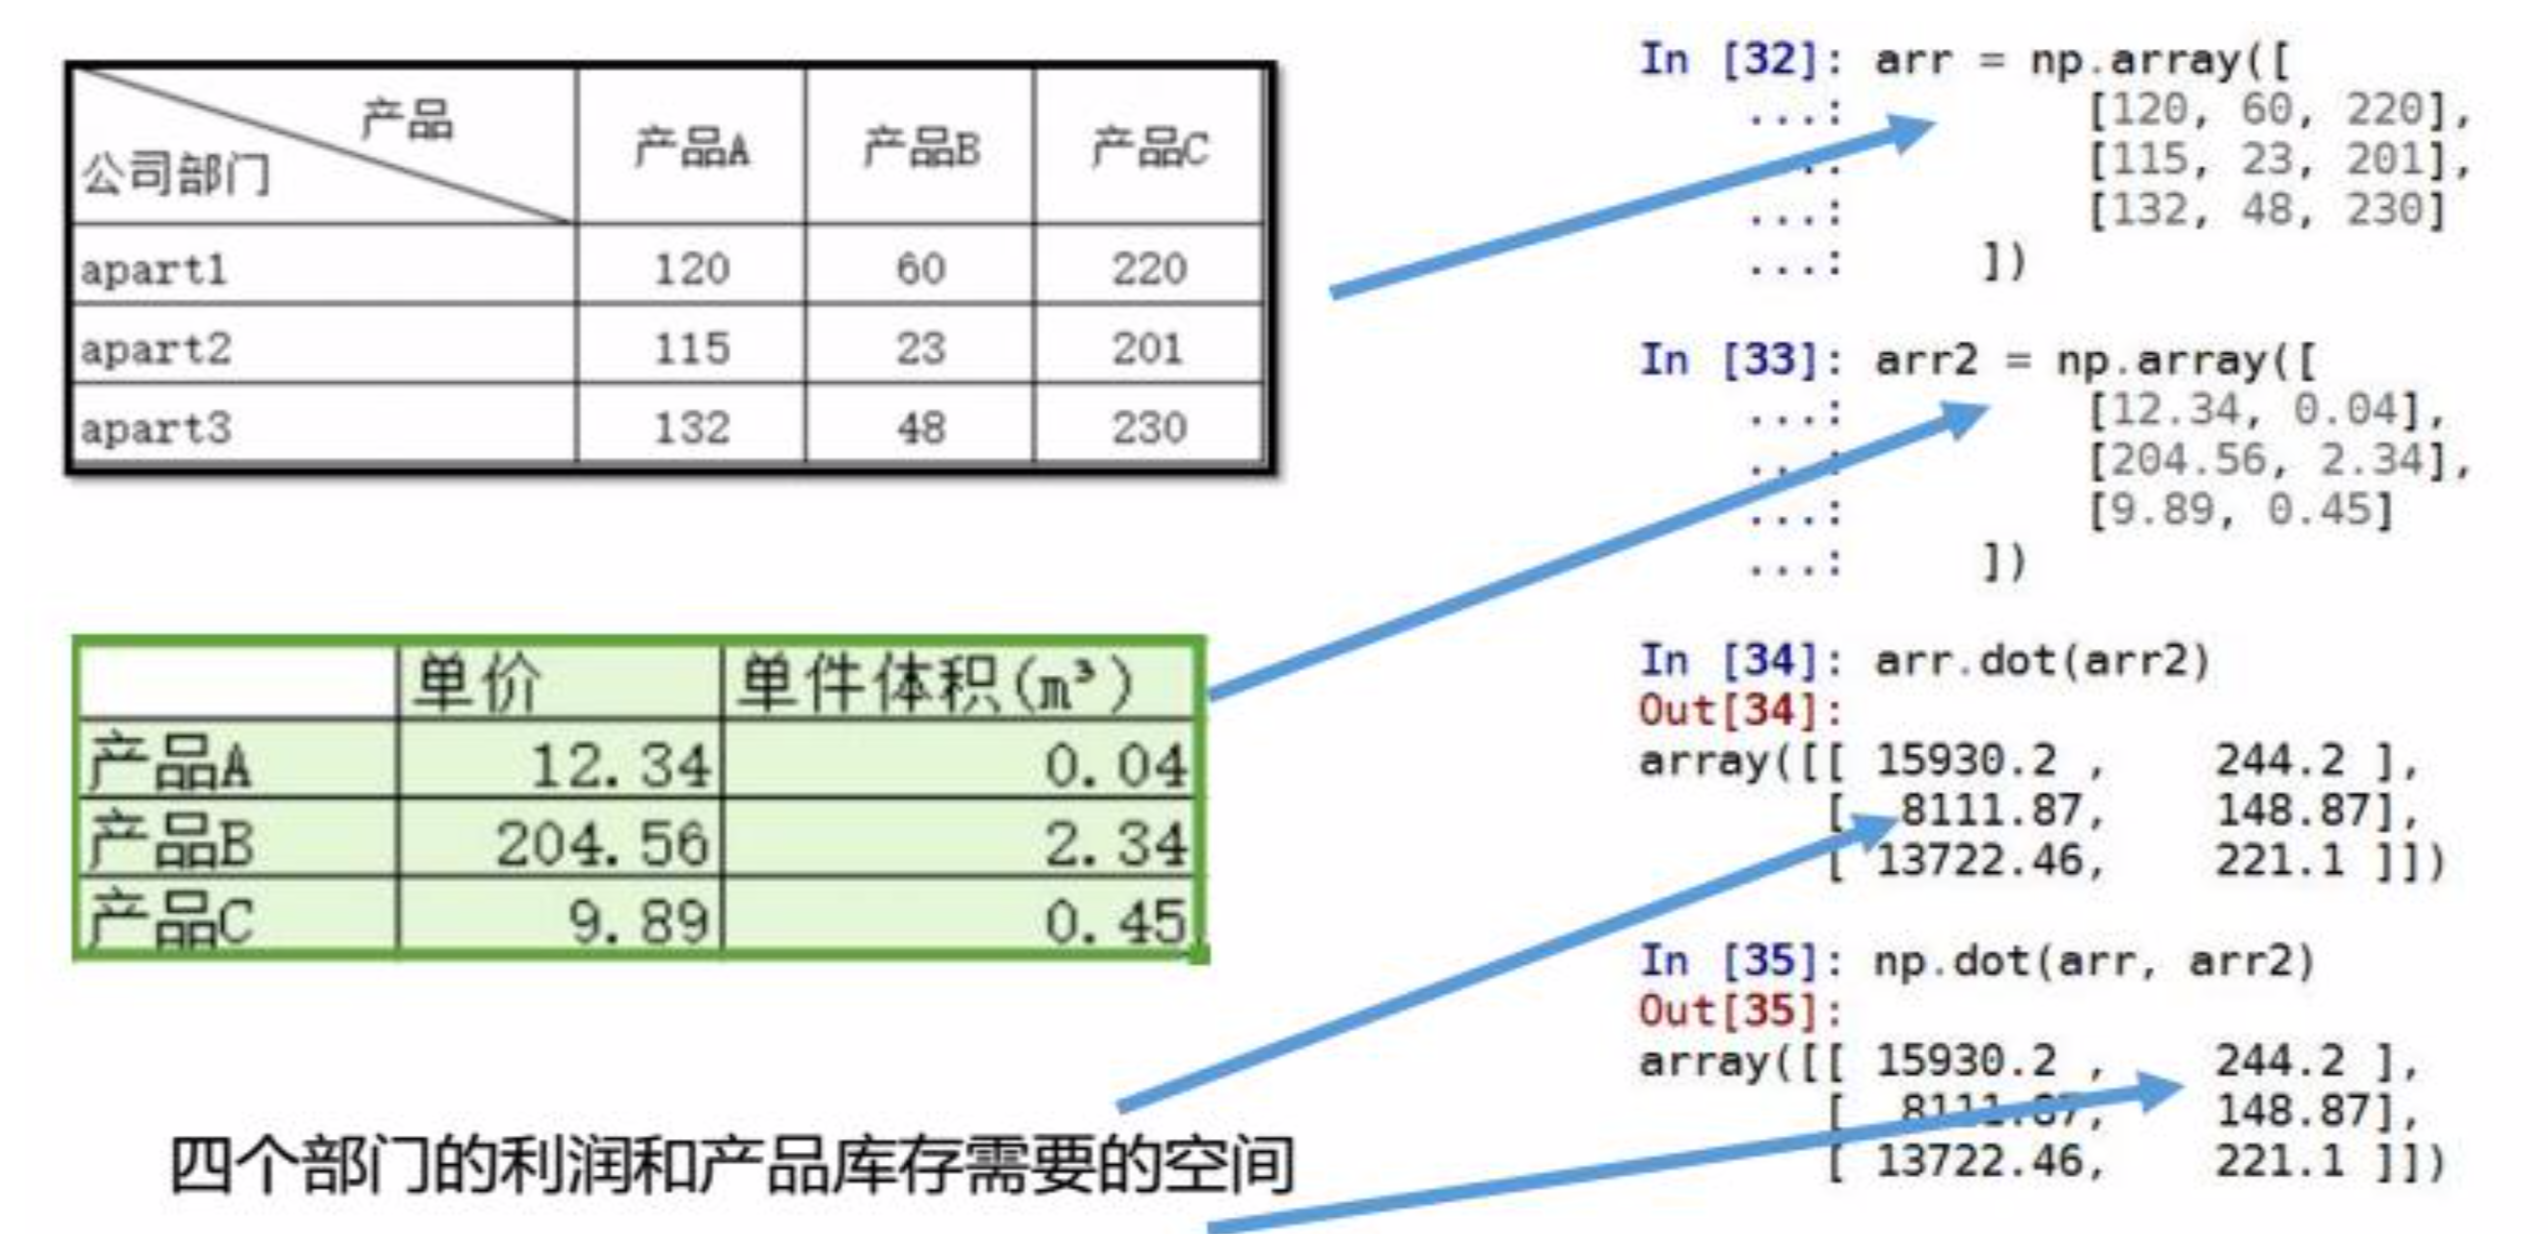 产品
公司部门
产品A 产品B 产品C
apart1 120 60 220
apart2 115 23 201
apart3 132 48 230
单价 单件体积(m³)
产品A 12.34 0.04
产品B 204.56 2.34
产品C 9.89 0.45
四个部门的利润和产品库存需要的空间
In [32]: arr = np.array([
...: [120, 60, 220],
...: [115, 23, 201],
...: [132, 48, 230]
...: ])
In [33]: arr2 = np.array([
...: [12.34, 0.04],
...: [204.56, 2.34],
...: [9.89, 0.45]
...: ])
In [34]: arr.dot(arr2)
Out[34]:
array([[ 15930.2 , 244.2 ],
[ 8111.87, 148.87],
[ 13722.46, 221.1 ]])
In [35]: np.dot(arr, arr2)
Out[35]:
array([[ 15930.2 , 244.2 ],
[ 8111.87, 148.87],
[ 13722.46, 221.1 ]])